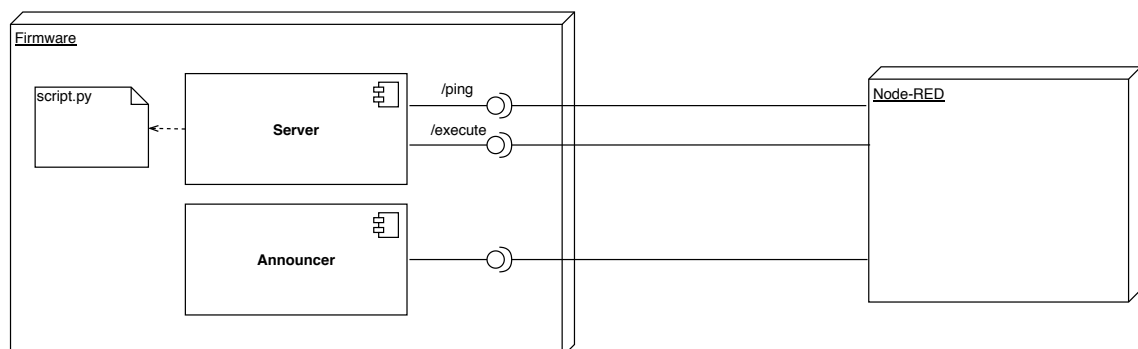 Firmware
script.py
Server
/ping
/execute
Announcer
Node-RED